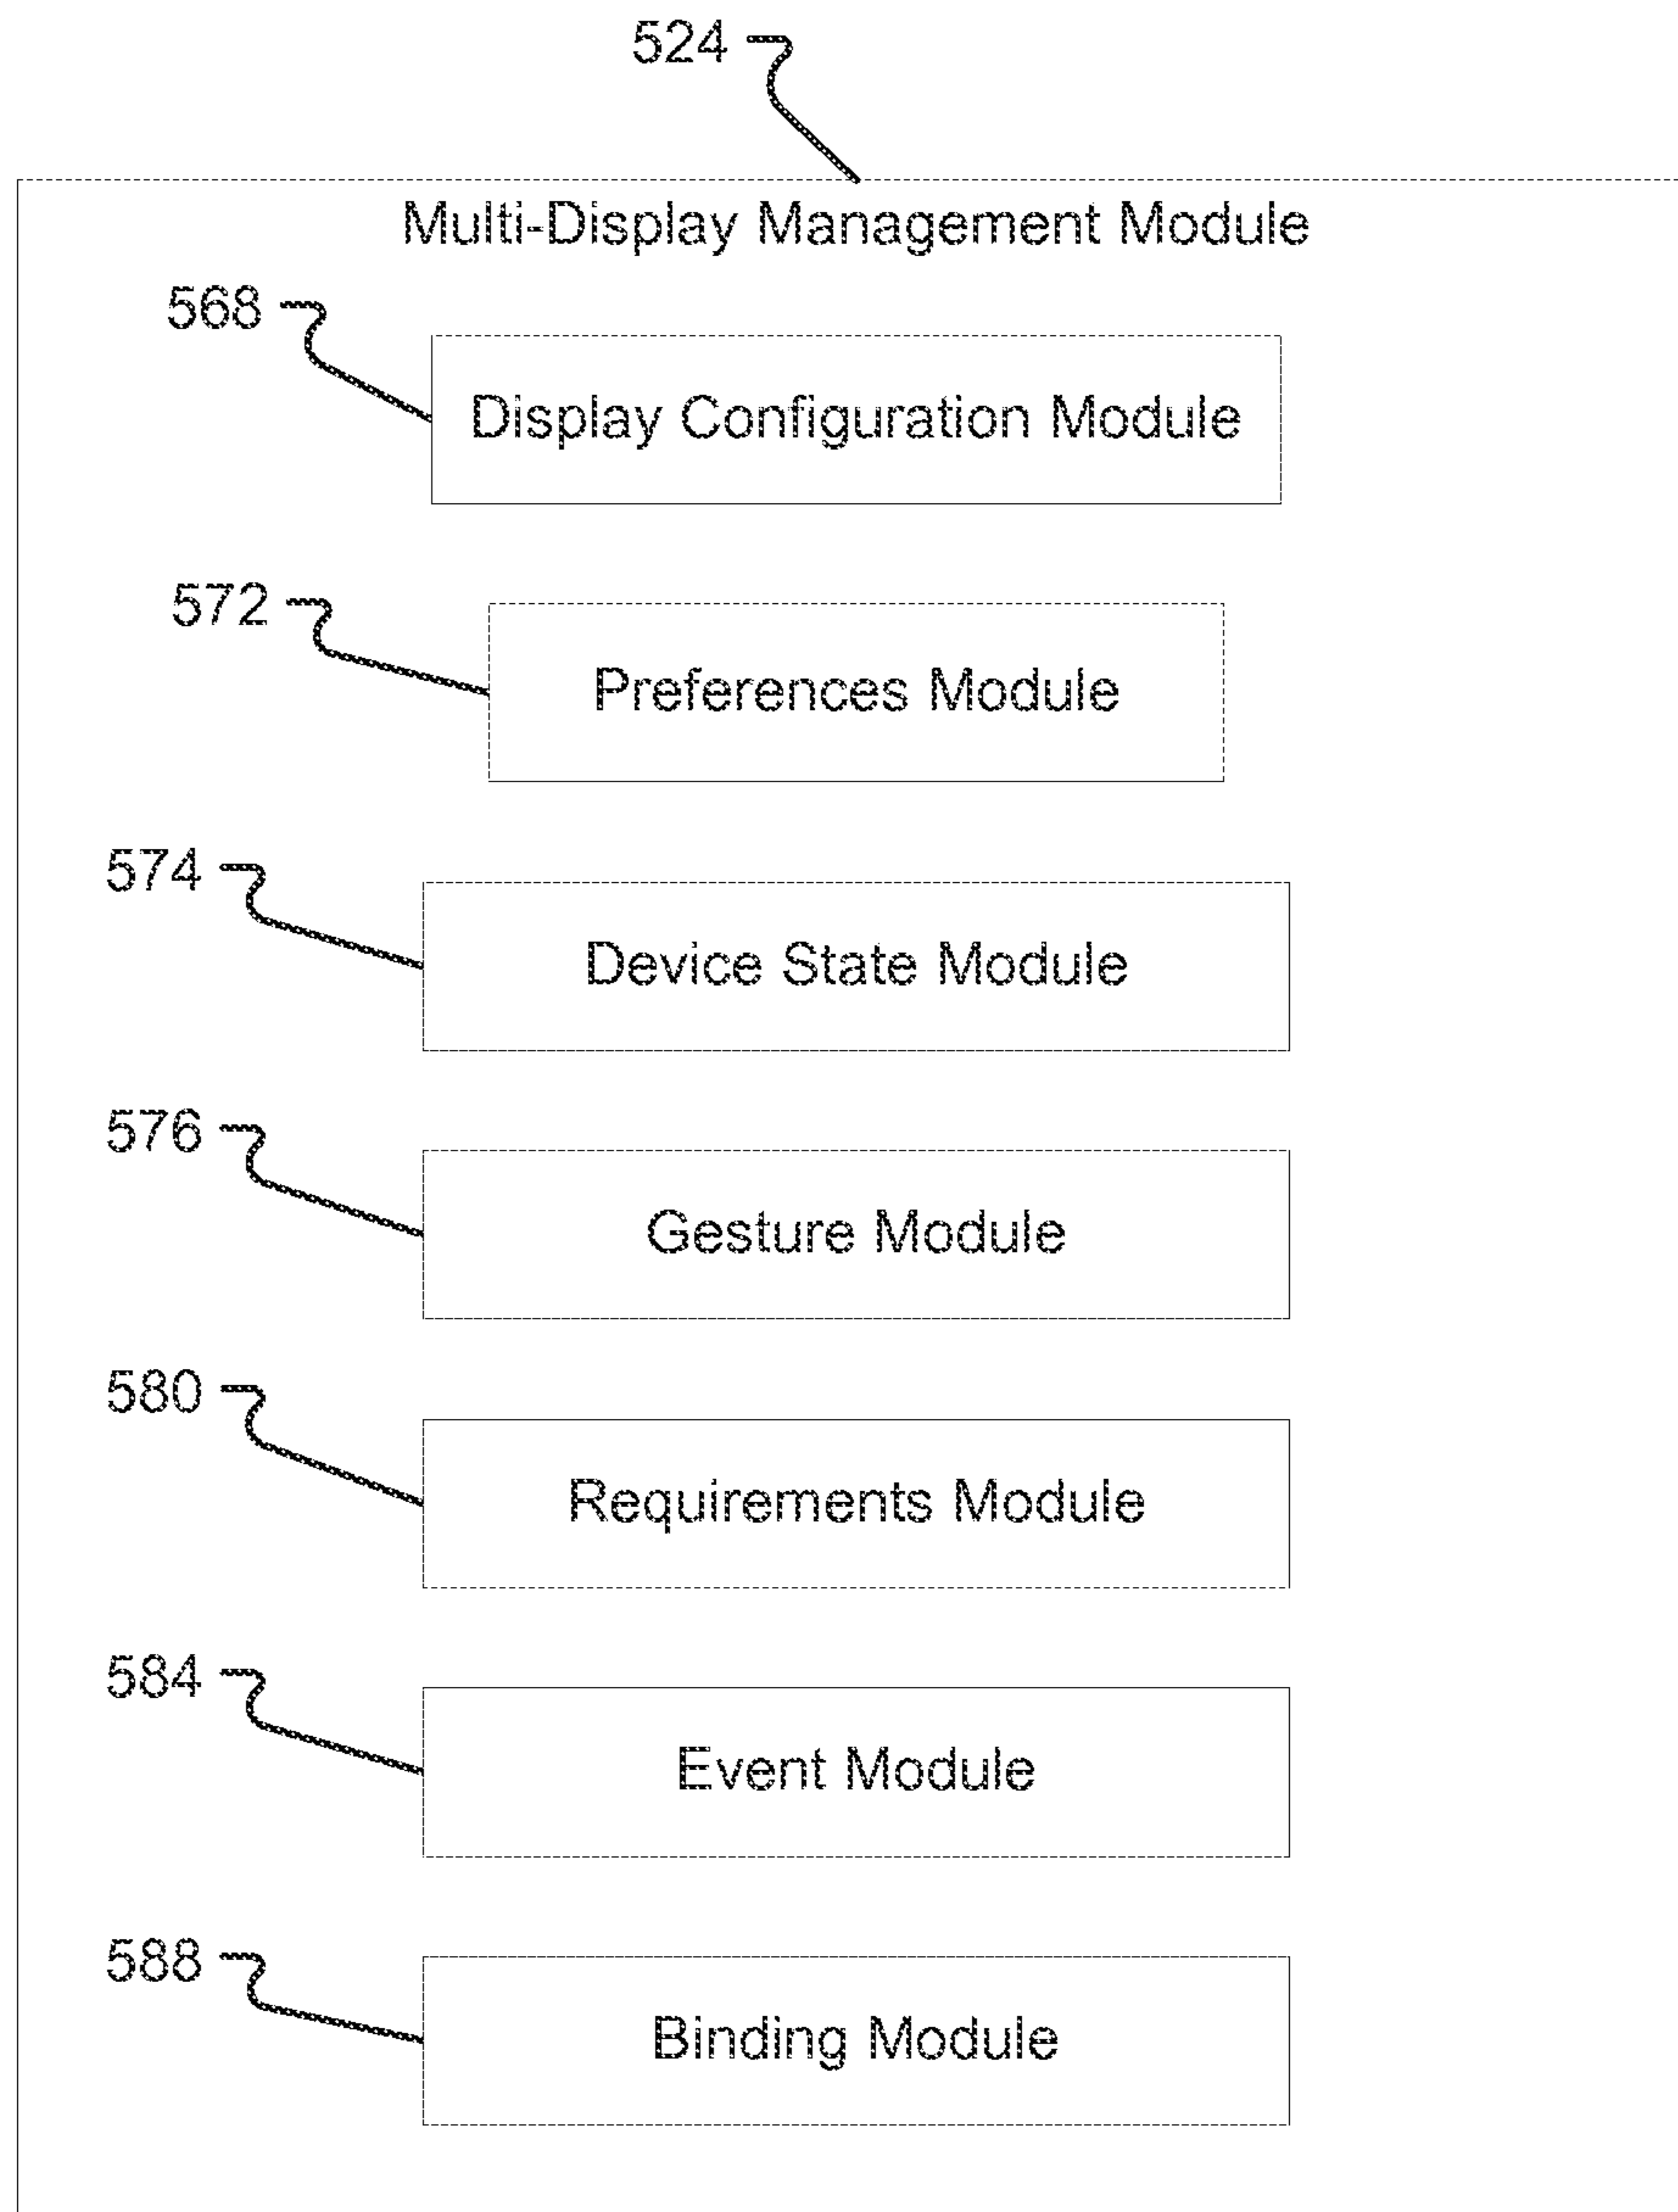 524
Multi-Display Management Module
568
Display Configuration Module
572
Preferences Module
574
Device State Module
576
Gesture Module
580
Requirements Module
584
Event Module
588
Binding Module